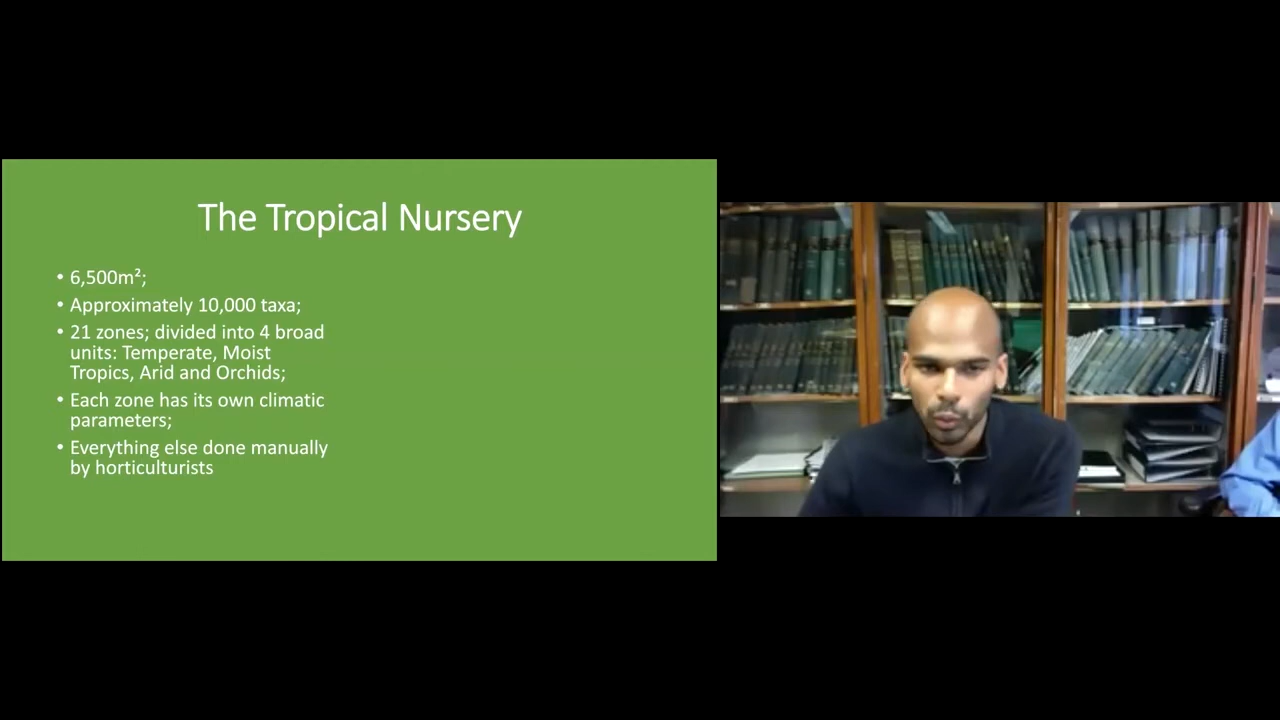 The Tropical Nursery
• 6,500m²;
• Approximately 10,000 taxa;
• 21 zones; divided into 4 broad
units: Temperate, Moist
Tropics, Arid and Orchids;
• Each zone has its own climatic
parameters;
• Everything else done manually
by horticulturists